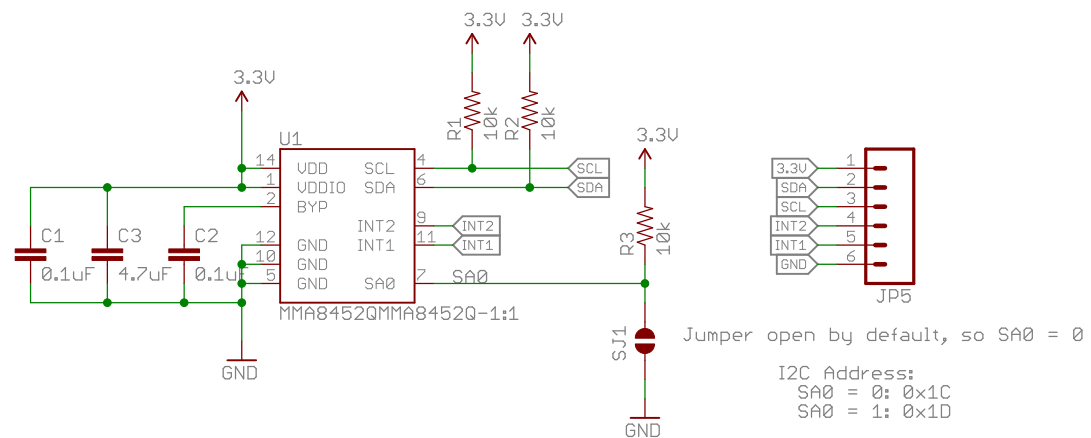 3.3V 3.3V
3.3V
R1 10k R2 10k
3.3V
U1
14 VDD SCL 4 SCL
1 VDDIO SDA 6 SDA
2 BYP
INT2 9 INT2
12 GND INT1 11 INT1
10 GND
5 GND SA0 7 SA0
MMA8452QMMA8452Q-1:1
C1 0.1uF
C3 4.7uF
C2 0.1uF
GND
R3 10k
SJ1
GND
3.3V 1
SDA 2
SCL 3
INT2 4
INT1 5
GND 6
JP5
Jumper open by default, so SA0 = 0
I2C Address:
SA0 = 0: 0x1C
SA0 = 1: 0x1D